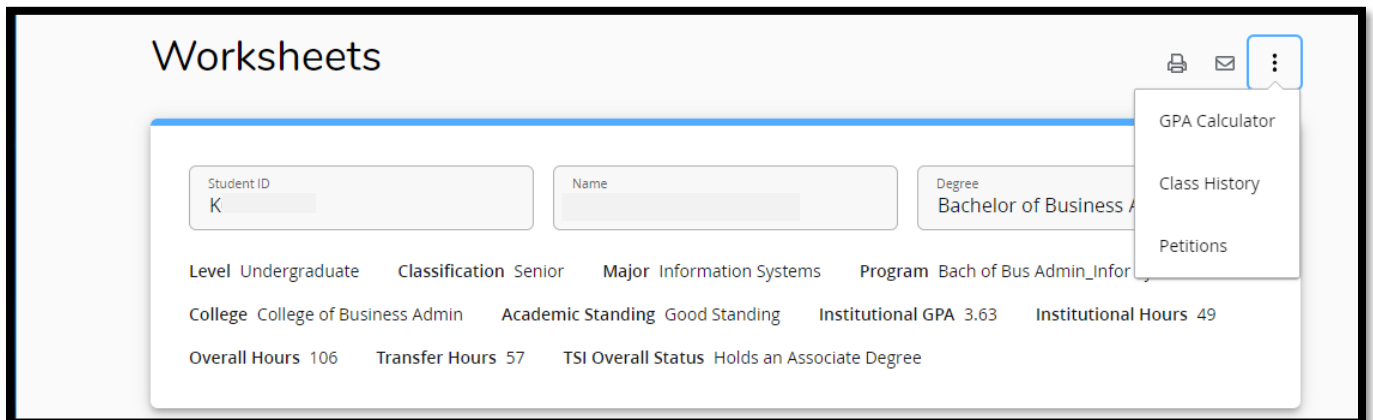 Worksheets
GPA Calculator
Class History
Petitions
Student ID
K
Name
Degree
Bachelor of Business
Level Undergraduate Classification Senior Major Information Systems Program Bach of Bus Admin_Infor
College College of Business Admin Academic Standing Good Standing Institutional GPA 3.63 Institutional Hours 49
Overall Hours 106 Transfer Hours 57 TSI Overall Status Holds an Associate Degree